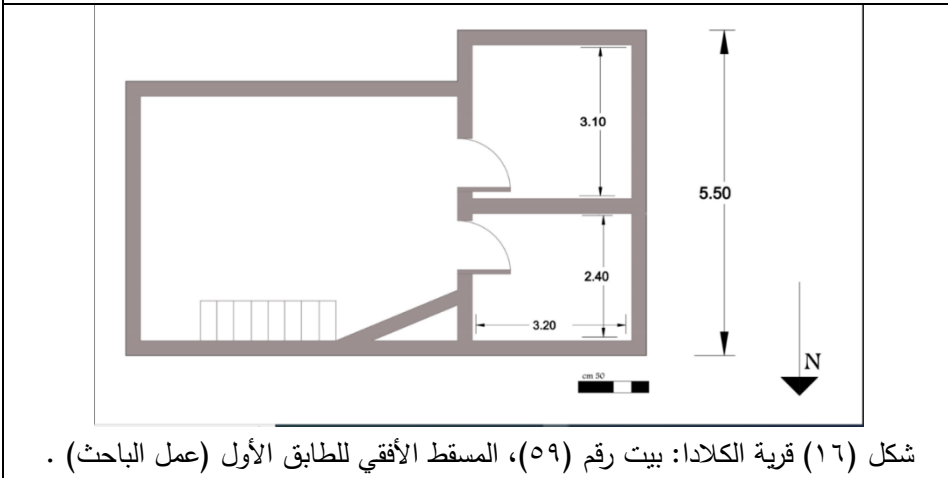 3.10
5.50
2.40
3.20
cm 50
N
شكل (١٦) قرية الكلادا: بيت رقم (٥٩)، المسقط الأفقي للطابق الأول (عمل الباحث) .